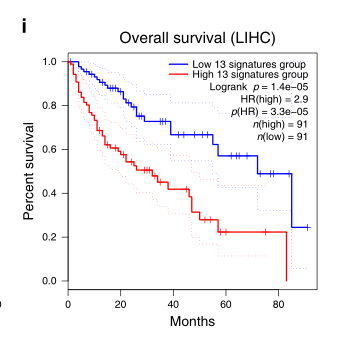 i
Overall survival (LIHC)
Low 13 signatures group
High 13 signatures group
Logrank p = 1.4e−05
HR(high) = 2.9
p(HR) = 3.3e−05
n(high) = 91
n(low) = 91
Percent survival
1.0
0.8
0.6
0.4
0.2
0.0
0 20 40 60 80
Months